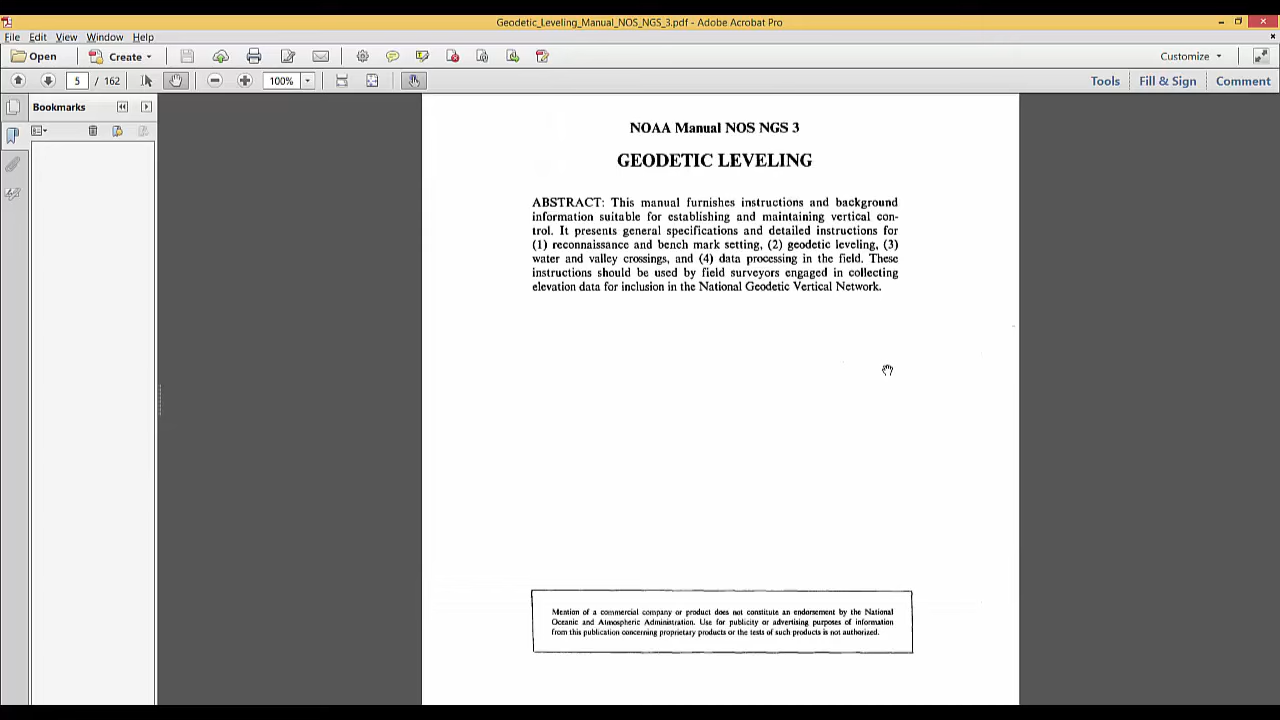 Geodetic_Leveling_Manual_NOS_NGS_3.pdf - Adobe Acrobat Pro
File Edit View Window Help
Open Create Customize
5 / 162 100% Tools Fill & Sign Comment
Bookmarks
NOAA Manual NOS NGS 3
GEODETIC LEVELING
ABSTRACT: This manual furnishes instructions and background
information suitable for establishing and maintaining vertical con-
trol. It presents general specifications and detailed instructions for
(1) reconnaissance and bench mark setting, (2) geodetic leveling, (3)
water and valley crossings, and (4) data processing in the field. These
instructions should be used by field surveyors engaged in collecting
elevation data for inclusion in the National Geodetic Vertical Network.
Mention of a commercial company or product does not constitute an endorsement by the National
Oceanic and Atmospheric Administration. Use for publicity or advertising purposes of information
from this publication concerning proprietary products or the tests of such products is not authorized.